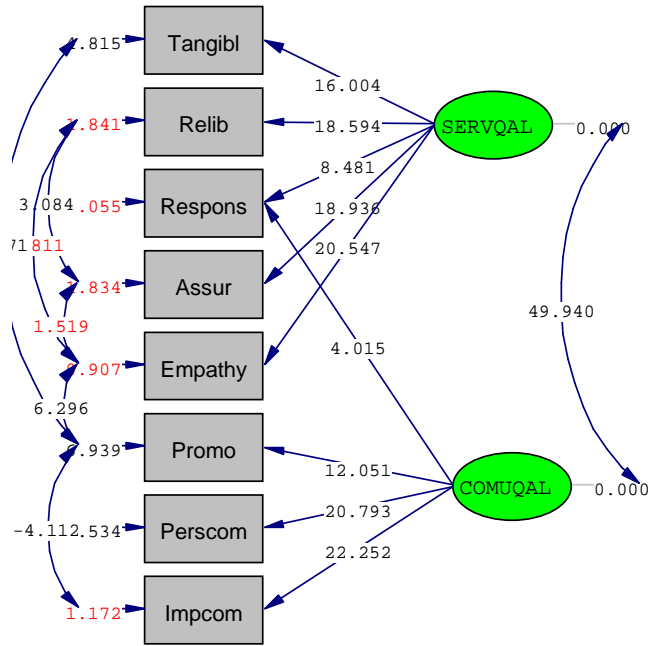 Tangibl
16.004
Relib
1.841
18.594
SERVQAL
0.000
8.481
Respons
3.084
.055
18.936
811
20.547
Assur
1.834
49.940
1.519
4.015
Empathy
.907
6.296
Promo
.939
12.051
COMUQAL
0.000
20.793
Perscom
-4.112
.534
22.252
Impcom
1.172